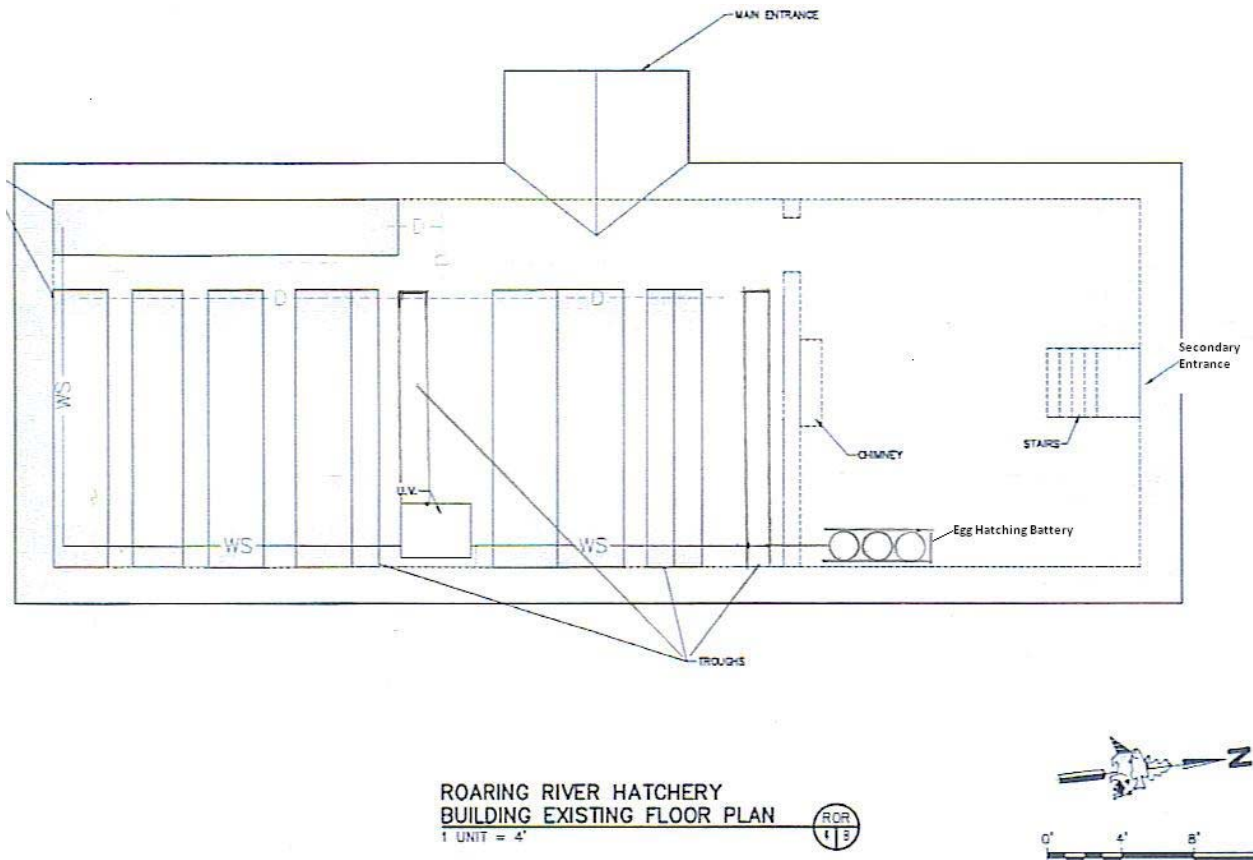 MAIN ENTRANCE
D
D
D
WS
Secondary
Entrance
STAIRS
CHIMNEY
U.V.
WS
WS
Egg Hatching Battery
TROUGHS
N
ROARING RIVER HATCHERY
BUILDING EXISTING FLOOR PLAN
1 UNIT = 4'
ROR
0' 4' 8'